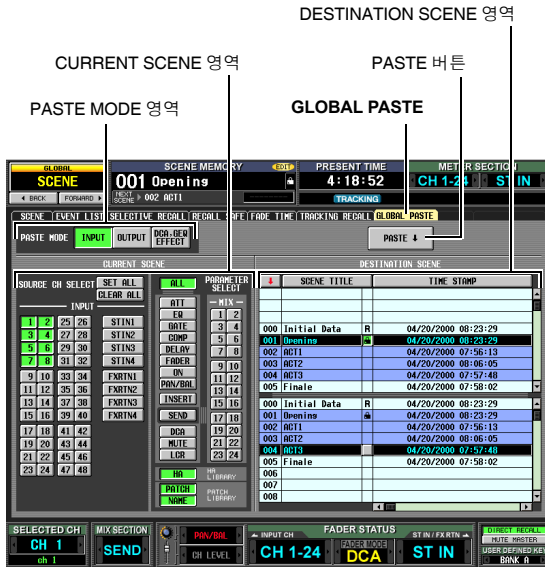 DESTINATION SCENE 영역
CURRENT SCENE 영역
PASTE 버튼
PASTE MODE 영역
GLOBAL PASTE
GLOBAL
SCENE
BACK FORWARD
SCENE MEMORY EDIT
001 Opening
NEXT SCENE 002 ACT1
PRESENT TIME
4:18:52
TRACKING
METER SECTION
CH 1-24 ST IN
SCENE EVENT LIST SELECTIVE RECALL RECALL SAFE FADE TIME TRACKING RECALL GLOBAL PASTE
PASTE MODE INPUT OUTPUT DCA.GEQ EFFECT
PASTE ↓
CURRENT SCENE
DESTINATION SCENE
SOURCE CH SELECT SET ALL
CLEAR ALL
INPUT
1 2 25 26 STIN1
3 4 27 28 STIN2
5 6 29 30 STIN3
7 8 31 32 STIN4
9 10 33 34 FXRTN1
11 12 35 36 FXRTN2
13 14 37 38 FXRTN3
15 16 39 40 FXRTN4
17 18 41 42
19 20 43 44
21 22 45 46
23 24 47 48
ALL PARAMETER SELECT
ATT
EQ
GATE
COMP
DELAY
FADER
ON
PAN/BAL
INSERT
SEND
DCA
MUTE
LCR
MIX
1 2
3 4
5 6
7 8
9 10
11 12
13 14
15 16
17 18
19 20
21 22
23 24
HA HA LIBRARY
PATCH PATCH LIBRARY
NAME
↓ SCENE TITLE TIME STAMP
000 Initial Data R 04/20/2000 08:23:29
001 Opening 04/20/2000 08:23:29
002 ACT1 04/20/2000 07:56:13
003 ACT2 04/20/2000 08:06:05
004 ACT3 04/20/2000 07:57:48
005 Finale 04/20/2000 07:58:02
000 Initial Data R 04/20/2000 08:23:29
001 Opening 04/20/2000 08:23:29
002 ACT1 04/20/2000 07:56:13
003 ACT2 04/20/2000 08:06:05
004 ACT3 04/20/2000 07:57:48
005 Finale 04/20/2000 07:58:02
006
007
008
SELECTED CH
CH 1
ch 1
MIX SECTION
SEND
PAN/BAL
CH LEVEL
FADER STATUS
INPUT CH
CH 1-24
FADER MODE
DCA
ST IN / FX RTN
ST IN
DIRECT RECALL
MUTE MASTER
USER DEFINED KEY
BANK A